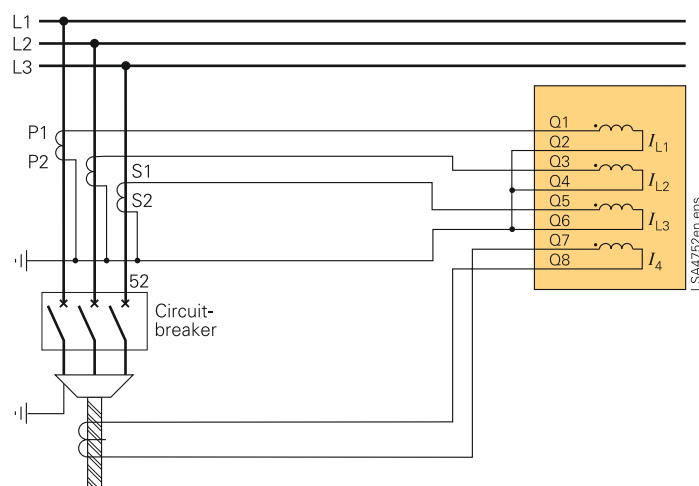 L1
L2
L3
P1
P2
S1
S2
52
Circuit-
breaker
Q1
Q2
Q3
Q4
Q5
Q6
Q7
Q8
IL1
IL2
IL3
I4
LSA4752en.eps